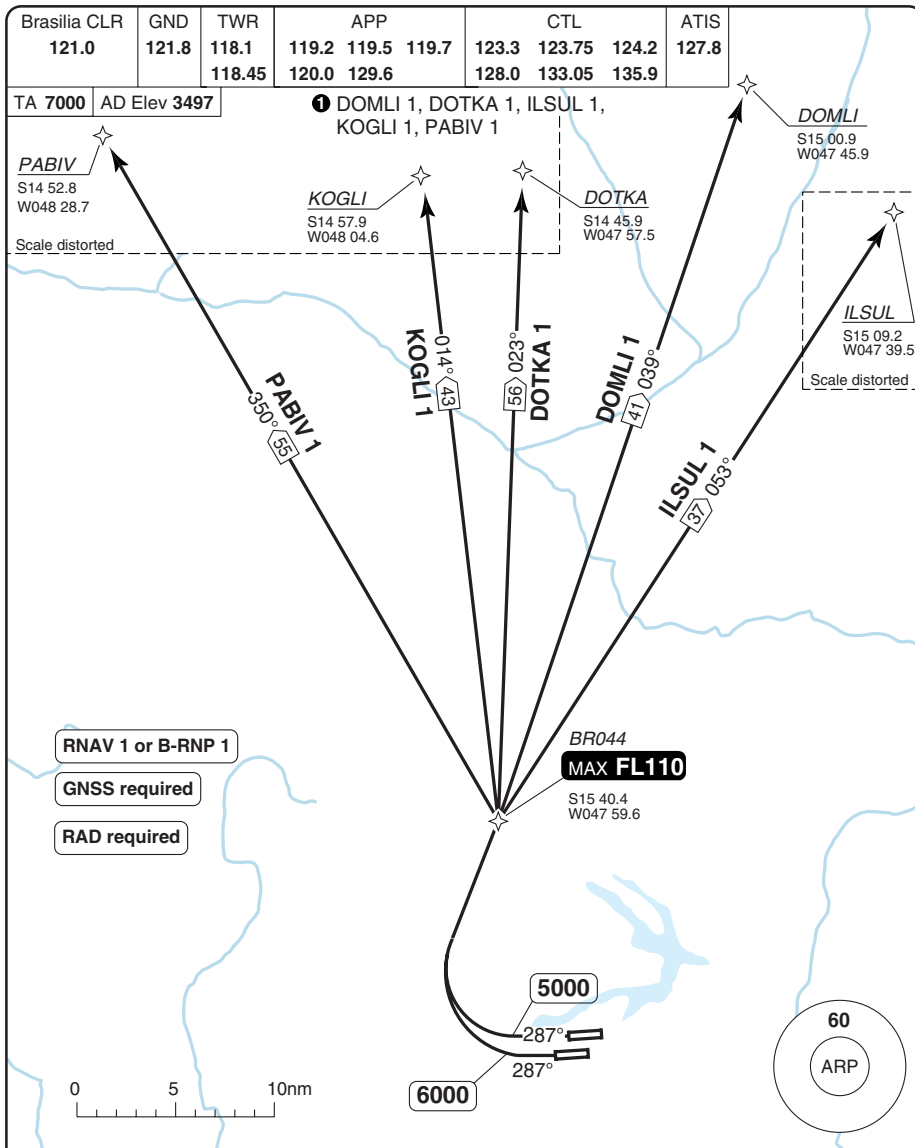 Brasilia CLR GND TWR APP CTL ATIS
121.0 121.8 118.1 119.2 119.5 119.7 123.3 123.75 124.2 127.8
118.45 120.0 129.6 128.0 133.05 135.9
TA 7000 AD Elev 3497
❶ DOMLI 1, DOTKA 1, ILSUL 1,
KOGLI 1, PABIV 1
DOMLI
S15 00.9
W047 45.9
PABIV
S14 52.8
W048 28.7
KOGLI
S14 57.9
W048 04.6
DOTKA
S14 45.9
W047 57.5
Scale distorted
ILSUL
S15 09.2
W047 39.5
Scale distorted
PABIV 1
350° 55
KOGLI 1
014° 43
DOTKA 1
56 023°
DOMLI 1
41 039°
ILSUL 1
37 053°
RNAV 1 or B-RNP 1
GNSS required
RAD required
BR044
MAX FL110
S15 40.4
W047 59.6
5000
287°
287°
6000
0 5 10nm
60
ARP